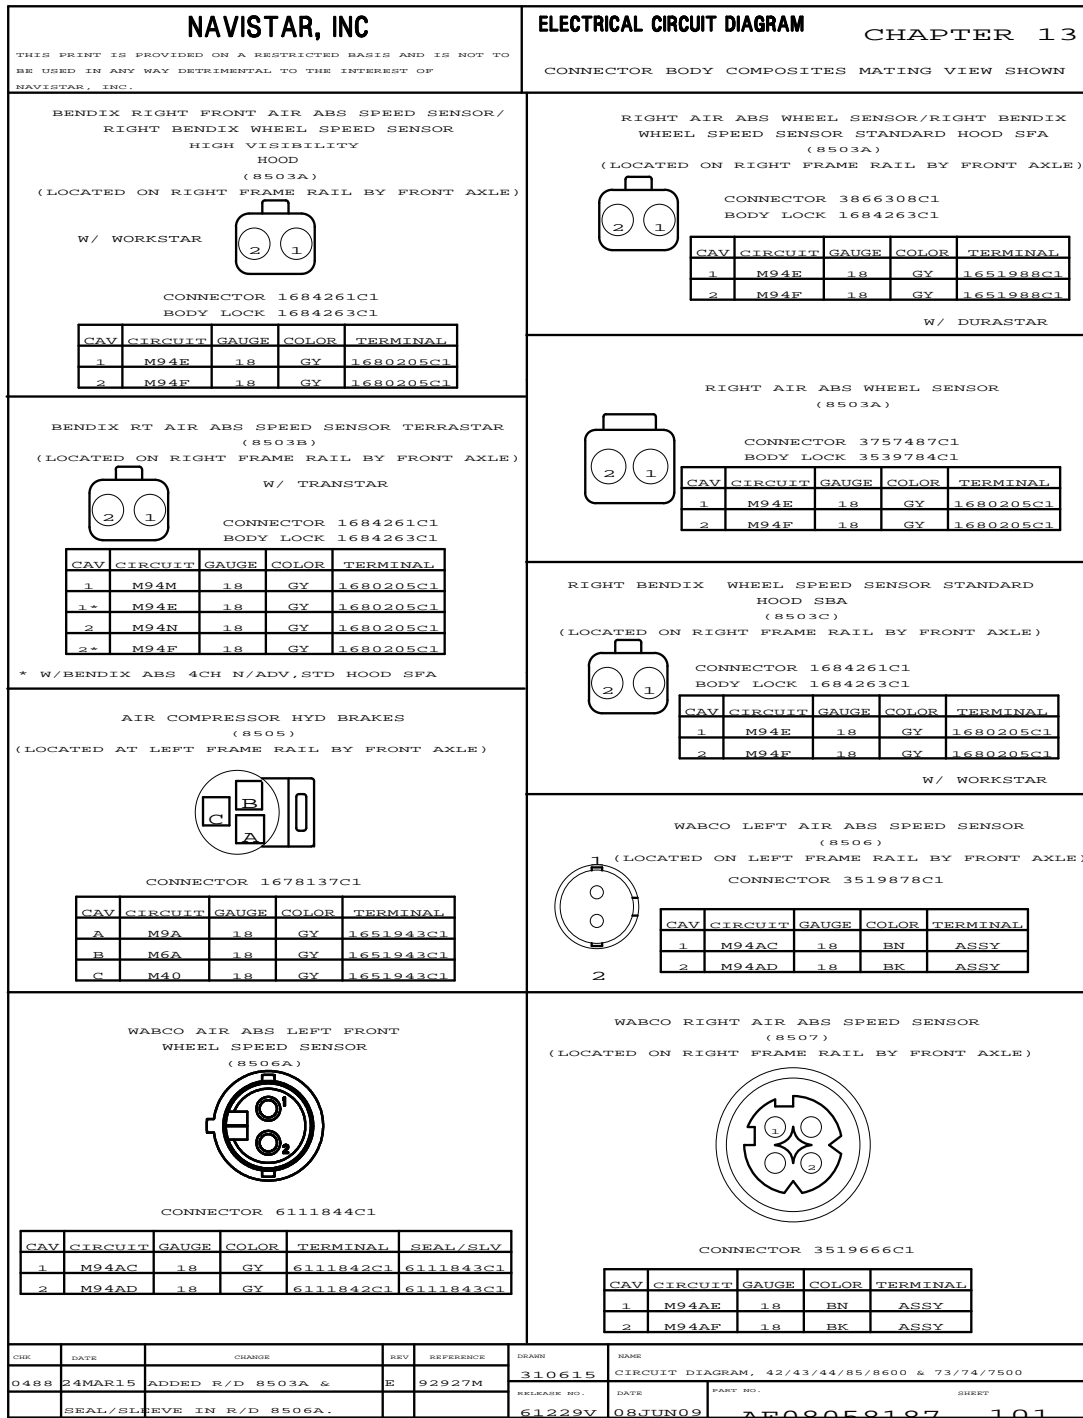 NAVISTAR, INC
THIS PRINT IS PROVIDED ON A RESTRICTED BASIS AND IS NOT TO
BE USED IN ANY WAY DETRIMENTAL TO THE INTEREST OF
NAVISTAR, INC.
ELECTRICAL CIRCUIT DIAGRAM
CHAPTER 13
CONNECTOR BODY COMPOSITES MATING VIEW SHOWN
BENDIX RIGHT FRONT AIR ABS SPEED SENSOR/
RIGHT BENDIX WHEEL SPEED SENSOR
HIGH VISIBILITY
HOOD
(8503A)
(LOCATED ON RIGHT FRAME RAIL BY FRONT AXLE)
W/ WORKSTAR
2 1
CONNECTOR 1684261C1
BODY LOCK 1684263C1
CAV CIRCUIT GAUGE COLOR TERMINAL
1 M94E 18 GY 1680205C1
2 M94F 18 GY 1680205C1
BENDIX RT AIR ABS SPEED SENSOR TERRASTAR
(8503B)
(LOCATED ON RIGHT FRAME RAIL BY FRONT AXLE)
W/ TRANSTAR
2 1
CONNECTOR 1684261C1
BODY LOCK 1684263C1
CAV CIRCUIT GAUGE COLOR TERMINAL
1 M94M 18 GY 1680205C1
1* M94E 18 GY 1680205C1
2 M94N 18 GY 1680205C1
2* M94F 18 GY 1680205C1
* W/BENDIX ABS 4CH N/ADV,STD HOOD SFA
AIR COMPRESSOR HYD BRAKES
(8505)
(LOCATED AT LEFT FRAME RAIL BY FRONT AXLE)
B
C
A
CONNECTOR 1678137C1
CAV CIRCUIT GAUGE COLOR TERMINAL
A M9A 18 GY 1651943C1
B M6A 18 GY 1651943C1
C M40 18 GY 1651943C1
WABCO AIR ABS LEFT FRONT
WHEEL SPEED SENSOR
(8506A)
1
2
CONNECTOR 6111844C1
CAV CIRCUIT GAUGE COLOR TERMINAL SEAL/SLV
1 M94AC 18 GY 6111842C1 6111843C1
2 M94AD 18 GY 6111842C1 6111843C1
RIGHT AIR ABS WHEEL SENSOR/RIGHT BENDIX
WHEEL SPEED SENSOR STANDARD HOOD SFA
(8503A)
(LOCATED ON RIGHT FRAME RAIL BY FRONT AXLE)
2 1
CONNECTOR 3866308C1
BODY LOCK 1684263C1
CAV CIRCUIT GAUGE COLOR TERMINAL
1 M94E 18 GY 1651988C1
2 M94F 18 GY 1651988C1
W/ DURASTAR
RIGHT AIR ABS WHEEL SENSOR
(8503A)
2 1
CONNECTOR 3757487C1
BODY LOCK 3539784C1
CAV CIRCUIT GAUGE COLOR TERMINAL
1 M94E 18 GY 1680205C1
2 M94F 18 GY 1680205C1
RIGHT BENDIX WHEEL SPEED SENSOR STANDARD
HOOD SBA
(8503C)
(LOCATED ON RIGHT FRAME RAIL BY FRONT AXLE)
2 1
CONNECTOR 1684261C1
BODY LOCK 1684263C1
CAV CIRCUIT GAUGE COLOR TERMINAL
1 M94E 18 GY 1680205C1
2 M94F 18 GY 1680205C1
W/ WORKSTAR
WABCO LEFT AIR ABS SPEED SENSOR
(8506)
(LOCATED ON LEFT FRAME RAIL BY FRONT AXLE)
1
2
CONNECTOR 3519878C1
CAV CIRCUIT GAUGE COLOR TERMINAL
1 M94AC 18 BN ASSY
2 M94AD 18 BK ASSY
WABCO RIGHT AIR ABS SPEED SENSOR
(8507)
(LOCATED ON RIGHT FRAME RAIL BY FRONT AXLE)
1
2
CONNECTOR 3519666C1
CAV CIRCUIT GAUGE COLOR TERMINAL
1 M94AE 18 BN ASSY
2 M94AF 18 BK ASSY
CHK DATE CHANGE REV REFERENCE
0488 24MAR15 ADDED R/D 8503A & E 92927M
SEAL/SLEEVE IN R/D 8506A.
DRAWN NAME
310615 CIRCUIT DIAGRAM, 42/43/44/85/8600 & 73/74/7500
RELEASE NO. DATE PART NO. SHEET
61229V 08JUN09 AF08058187 101